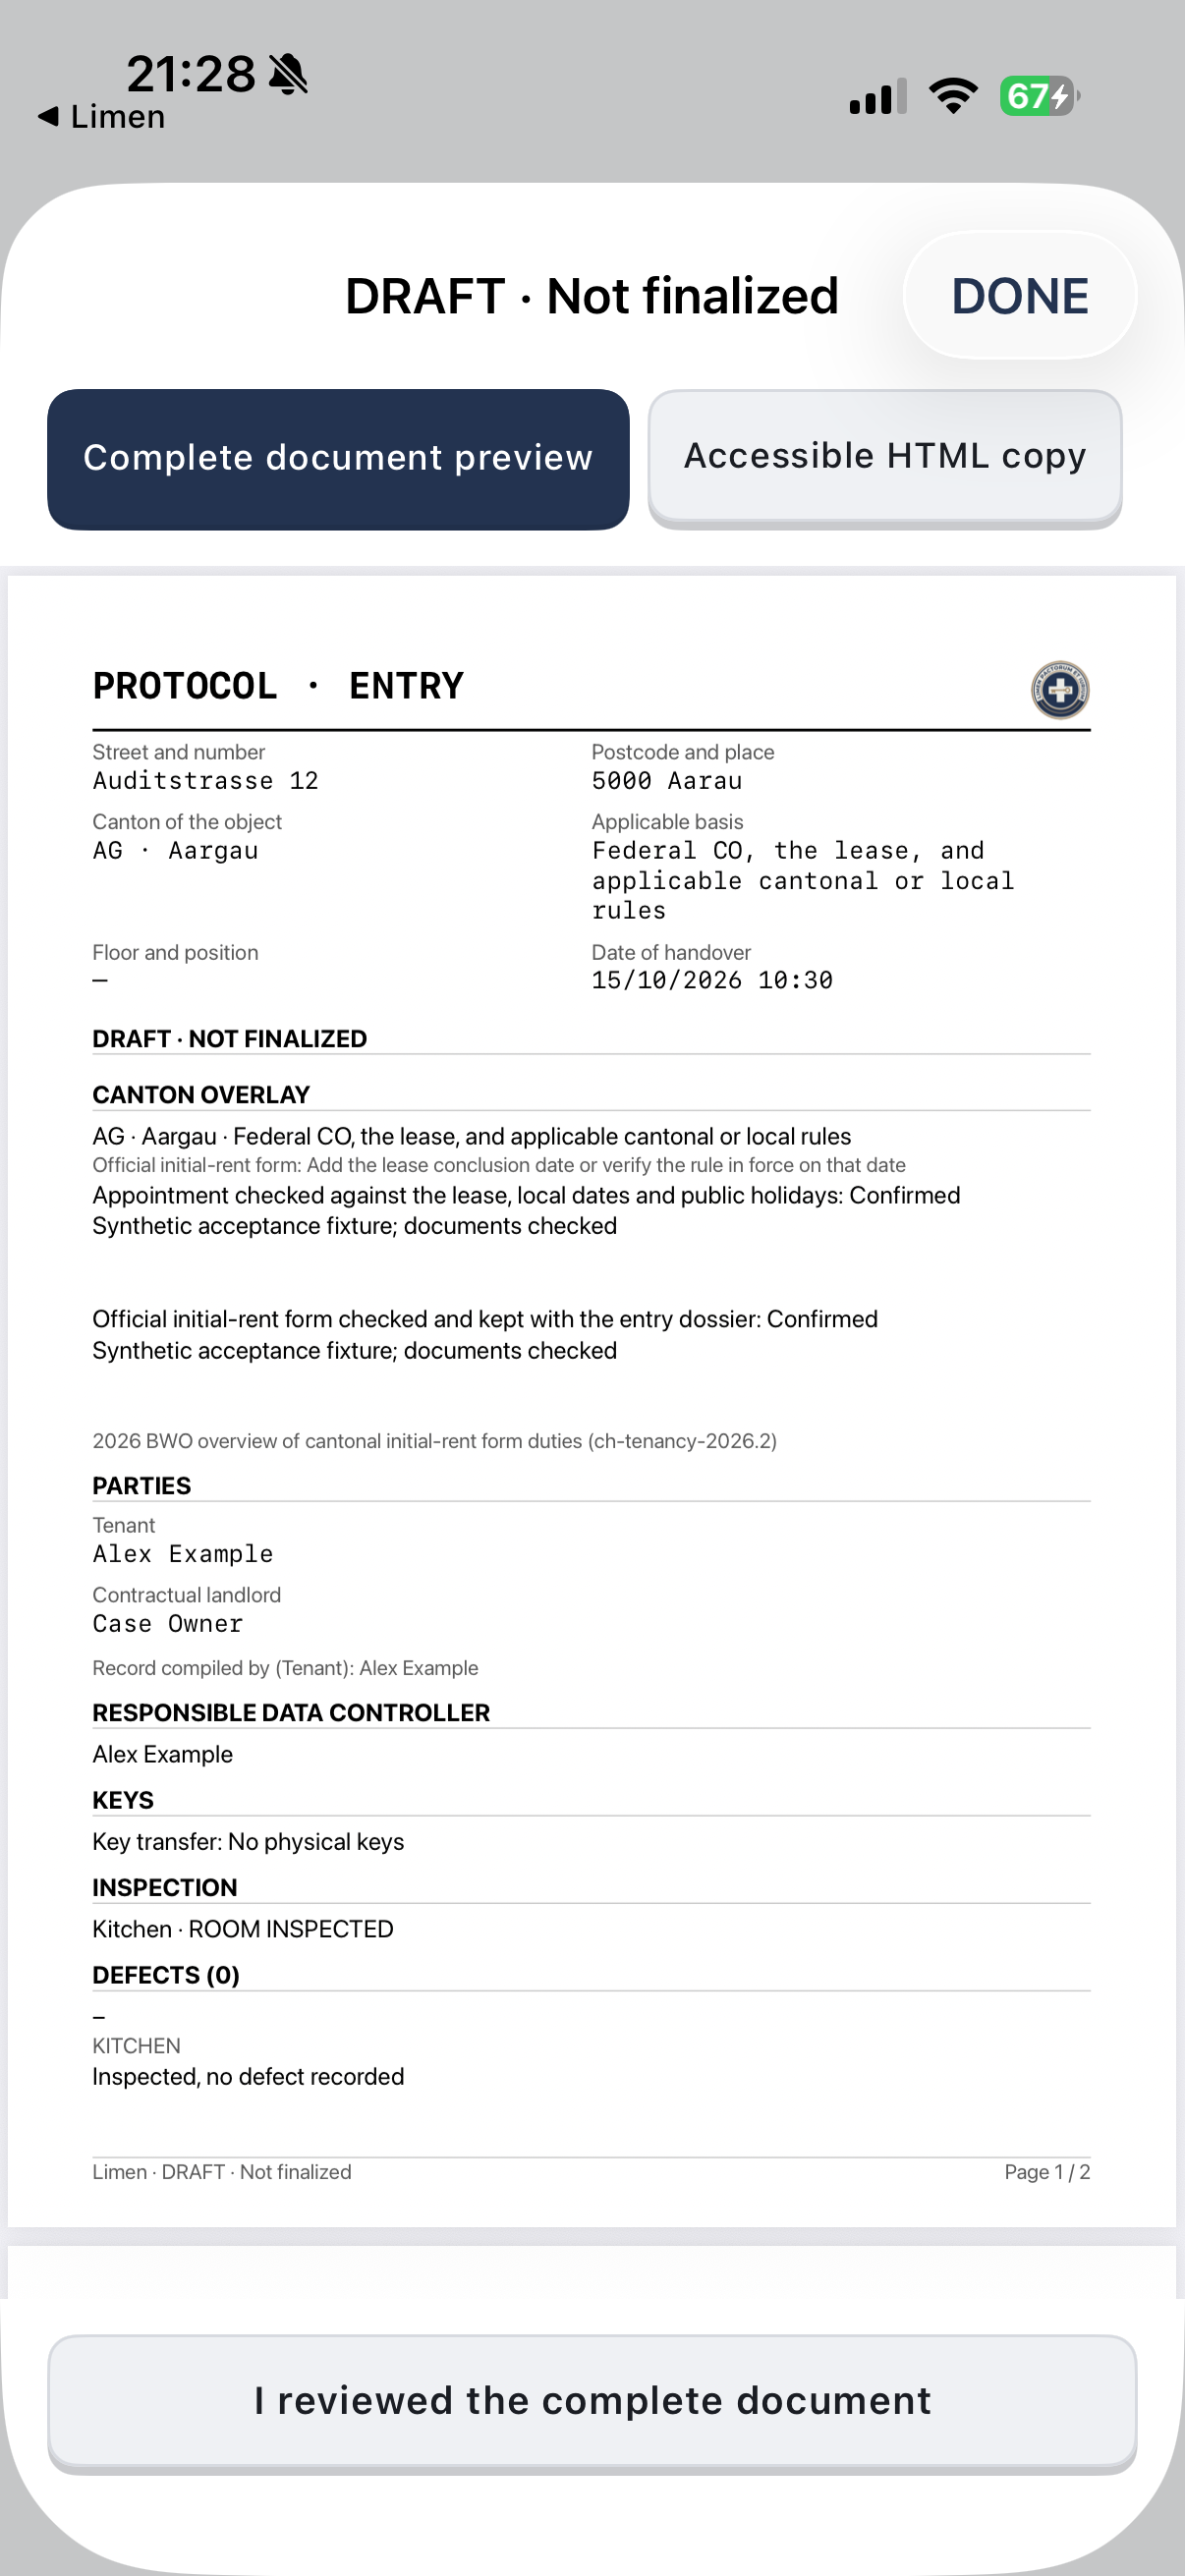 21:28
◀ Limen
67
DRAFT · Not finalized
DONE
Complete document preview
Accessible HTML copy
PROTOCOL · ENTRY
Street and number
Auditstrasse 12
Postcode and place
5000 Aarau
Canton of the object
AG · Aargau
Applicable basis
Federal CO, the lease, and
applicable cantonal or local
rules
Floor and position
—
Date of handover
15/10/2026 10:30
DRAFT · NOT FINALIZED
CANTON OVERLAY
AG · Aargau · Federal CO, the lease, and applicable cantonal or local rules
Official initial-rent form: Add the lease conclusion date or verify the rule in force on that date
Appointment checked against the lease, local dates and public holidays: Confirmed
Synthetic acceptance fixture; documents checked
Official initial-rent form checked and kept with the entry dossier: Confirmed
Synthetic acceptance fixture; documents checked
2026 BWO overview of cantonal initial-rent form duties (ch-tenancy-2026.2)
PARTIES
Tenant
Alex Example
Contractual landlord
Case Owner
Record compiled by (Tenant): Alex Example
RESPONSIBLE DATA CONTROLLER
Alex Example
KEYS
Key transfer: No physical keys
INSPECTION
Kitchen · ROOM INSPECTED
DEFECTS (0)
–
KITCHEN
Inspected, no defect recorded
Limen · DRAFT · Not finalized
Page 1 / 2
I reviewed the complete document